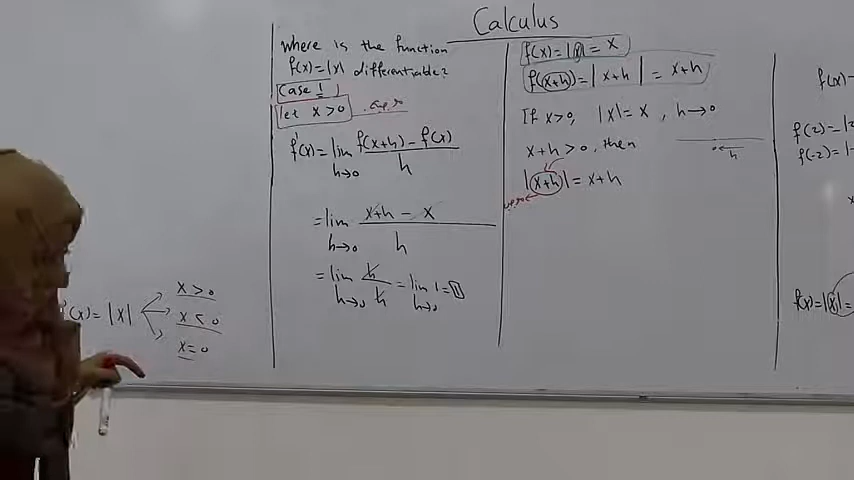 Calculus
where is the function
f(x)=|x| differentiable?
Case 1
let x>0
f'(x)=lim h→0 f(x+h) - f(x) / h
=lim h→0 x+h - x / h
=lim h→0 h/h =lim h→0 1=1
f(x)=|x|
x>0
x<0
x=0
f(x)=|x|=x
f(x+h)=|x+h|=x+h
If x>0, |x|=x, h→0
x+h>0, then
h
|x+h|=x+h
f(x)=
f(2)=|2
f(-2)=|-
f(x)=|x|=